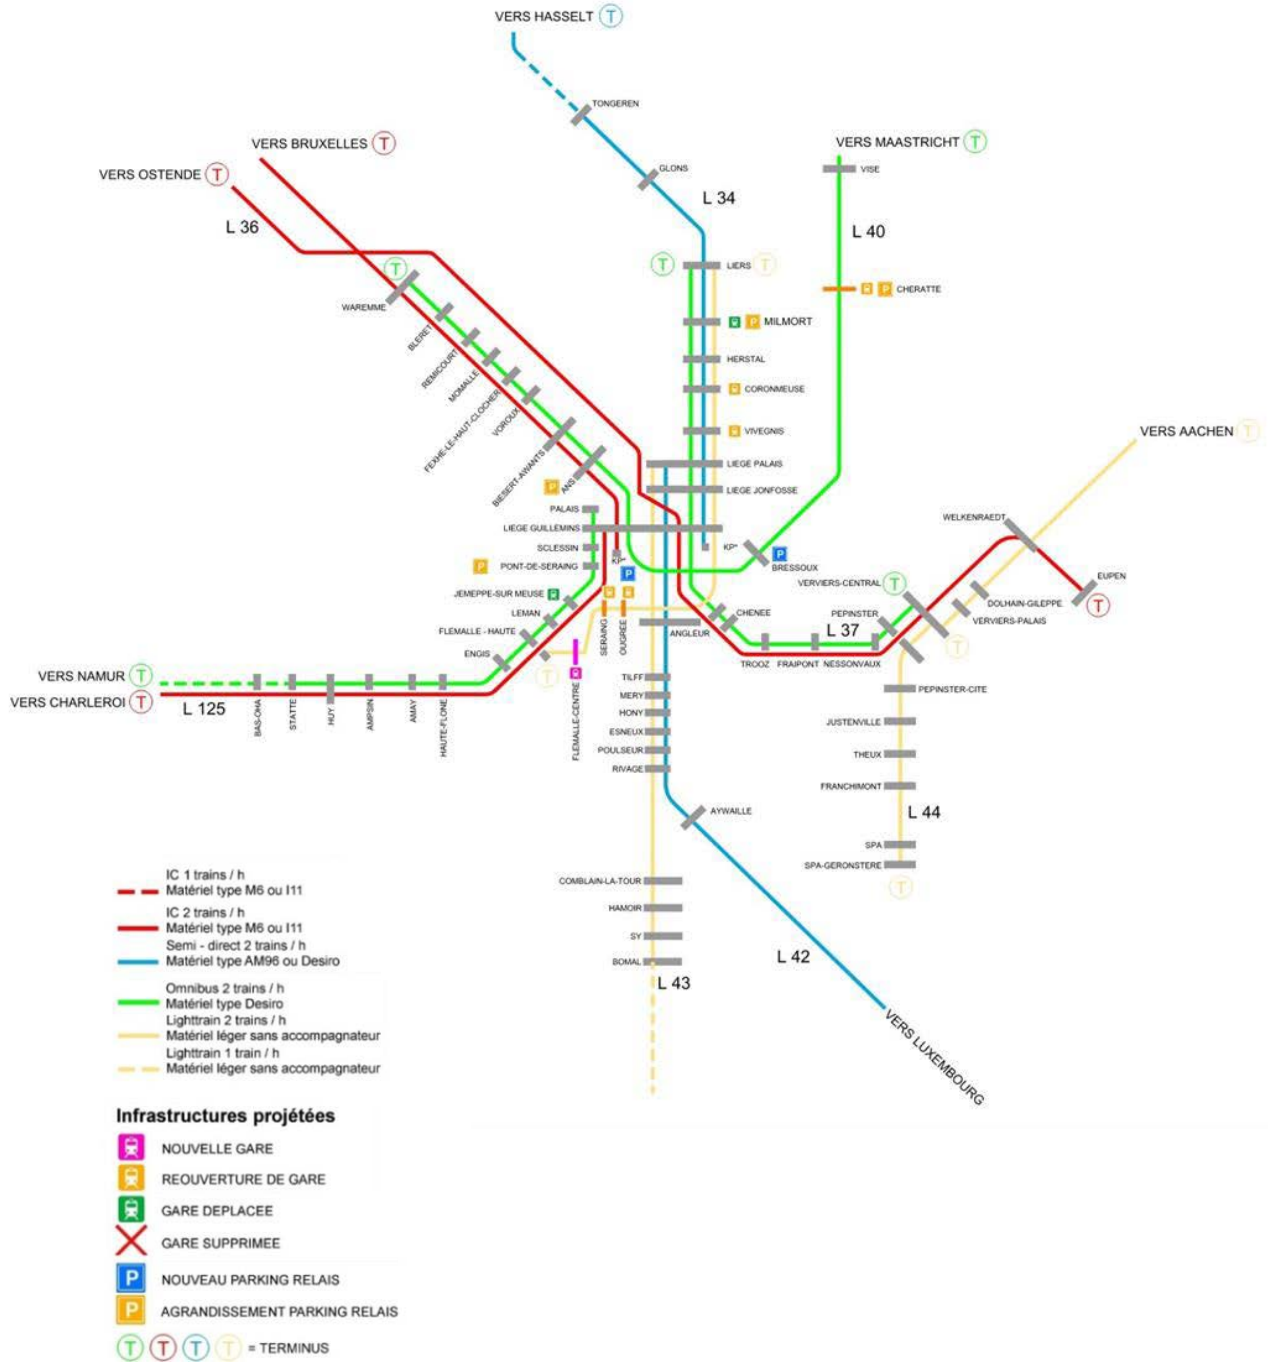 VERS HASSELT T
TONGEREN
VERS BRUXELLES T
VERS MAASTRICHT T
VERS OSTENDE T
GLONS
VISE
L 34
L 36
L 40
T
T
LIERS T
WAREMME
CHERATTE
P
BLERET
P MILMORT
REMICOURT
HERSTAL
MOMALLE
CORONMEUSE
FEXHE-LE-HAUT-CLOCHER
VOROUX
VIVEGNIS
VERS AACHEN T
BIESERT-AWANTS
LIEGE PALAIS
P ANS
LIEGE JONFOSSE
PALAIS
WELKENRAEDT
LIEGE GUILLEMINS
SCLESSIN
KP*
P
BRESSOUX
P PONT-DE-SERAING
P
EUPEN
T
VERVIERS-CENTRAL T
JEMEPPE-SUR MEUSE
DOLHAIN-GILEPPE
LEMAN
CHENEE
PEPINSTER
VERVIERS-PALAIS
FLEMALLE - HAUTE
SERAING
OUGREE
ANGLEUR
L 37
T
ENGIS
TROOZ FRAIPONT NESSONVAUX
VERS NAMUR T
T
TILFF
VERS CHARLEROI T
L 125
BAS-OHA
STATTE
HUY
AMPSIN
AMAY
HAUTE-FLONE
FLEMALLE-CENTRE
MERY
PEPINSTER-CITE
HONY
JUSTENVILLE
ESNEUX
POULSEUR
THEUX
RIVAGE
FRANCHIMONT
AYWAILLE
L 44
SPA
SPA-GERONSTERE
T
COMBLAIN-LA-TOUR
HAMOIR
SY
BOMAL
L 42
L 43
VERS LUXEMBOURG
IC 1 trains / h
Matériel type M6 ou I11
IC 2 trains / h
Matériel type M6 ou I11
Semi - direct 2 trains / h
Matériel type AM96 ou Desiro
Omnibus 2 trains / h
Matériel type Desiro
Lighttrain 2 trains / h
Matériel léger sans accompagnateur
Lighttrain 1 train / h
Matériel léger sans accompagnateur
Infrastructures projétées
NOUVELLE GARE
REOUVERTURE DE GARE
GARE DEPLACEE
GARE SUPPRIMEE
P NOUVEAU PARKING RELAIS
P AGRANDISSEMENT PARKING RELAIS
T T T T = TERMINUS